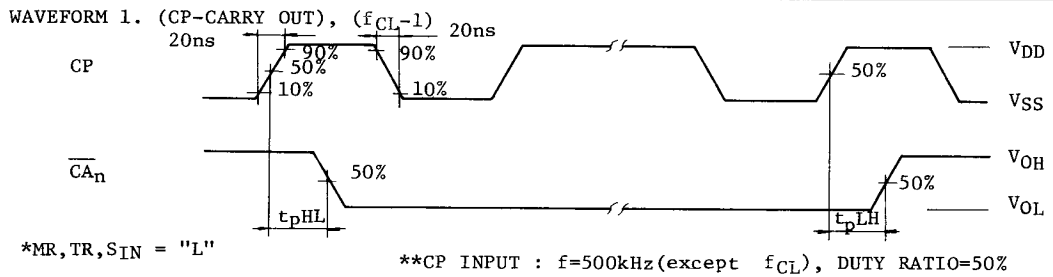 WAVEFORM 1. (CP-CARRY OUT), (fCL-1)
20ns
20ns
90%
90%
VDD
CP
50%
50%
10%
10%
VSS
CAn
VOH
50%
50%
tpHL
tpLH
VOL
*MR,TR,SIN = "L"
**CP INPUT : f=500kHz(except fCL), DUTY RATIO=50%